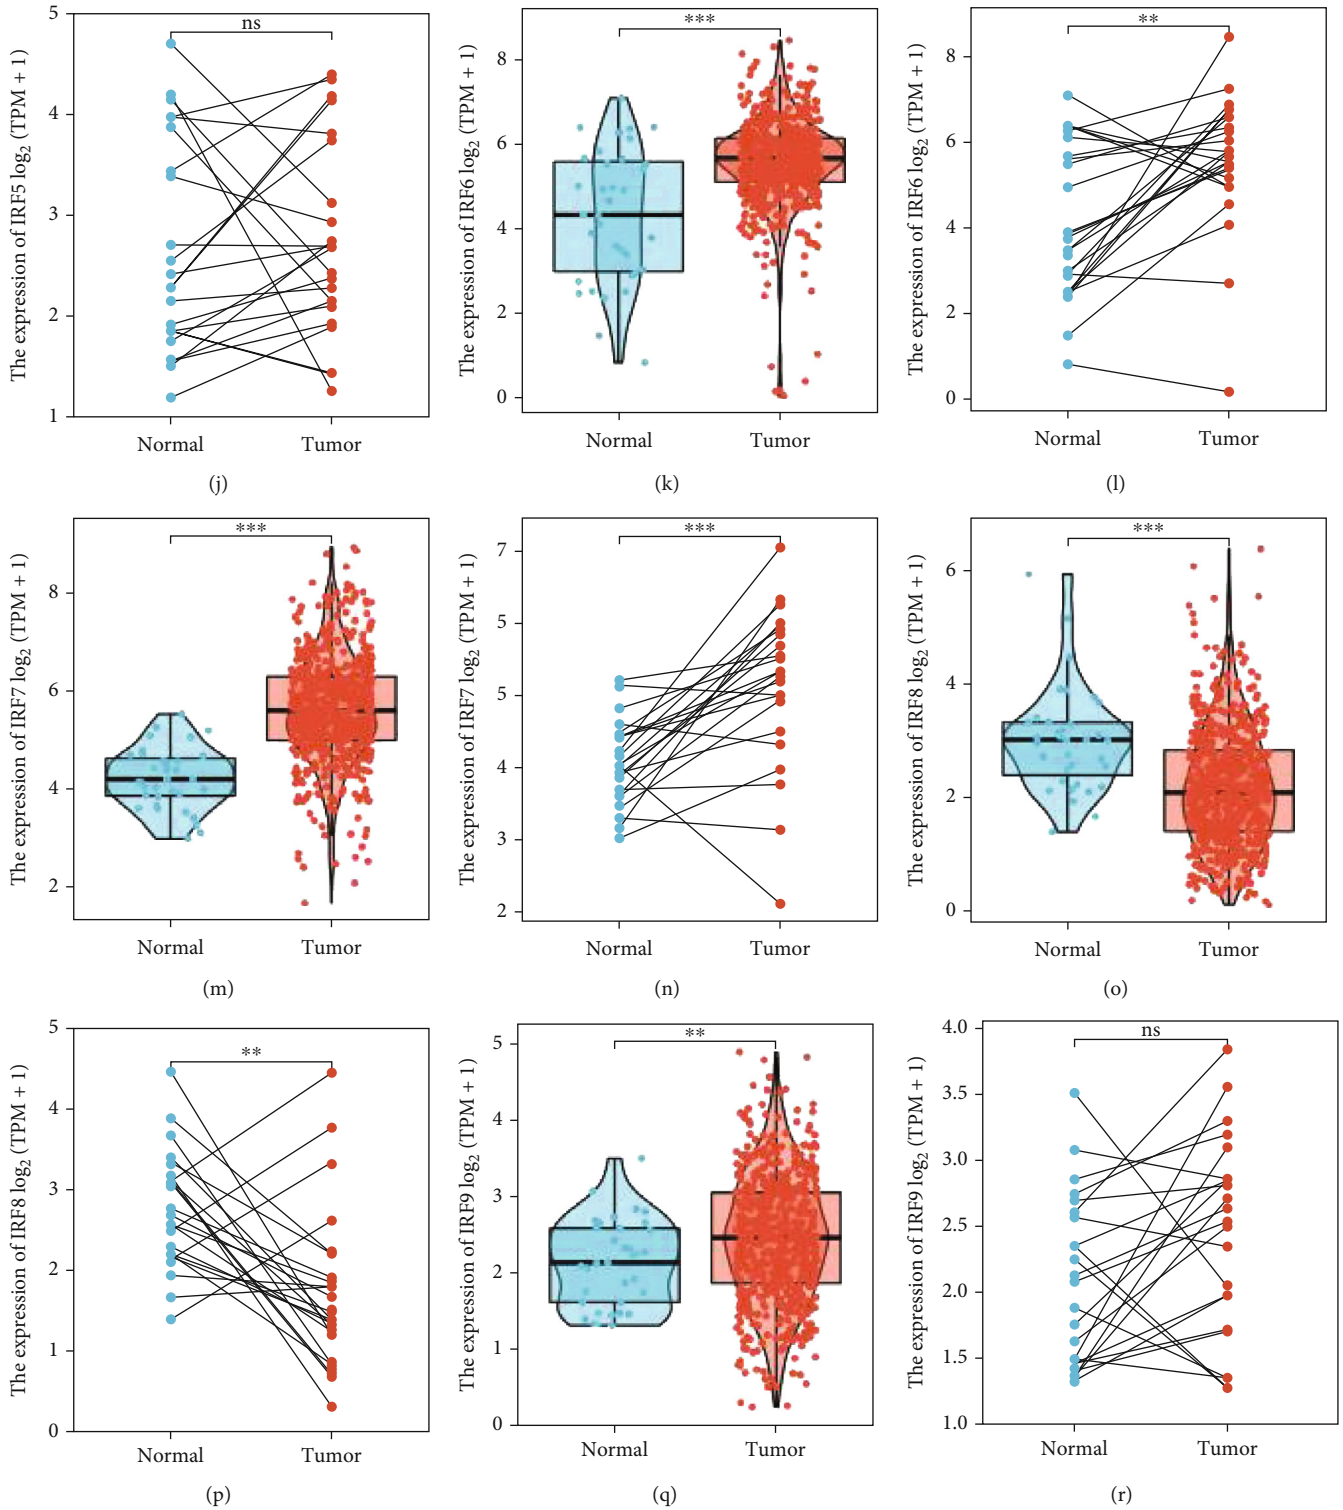 The expression of IRF5 log2 (TPM + 1)
5
4
3
2
1
ns
Normal
Tumor
(j)
The expression of IRF6 log2 (TPM + 1)
8
6
4
2
0
***
Normal
Tumor
(k)
The expression of IRF6 log2 (TPM + 1)
8
6
4
2
0
**
Normal
Tumor
(l)
The expression of IRF7 log2 (TPM + 1)
8
6
4
2
***
Normal
Tumor
(m)
The expression of IRF7 log2 (TPM + 1)
7
5
5
4
3
2
***
Normal
Tumor
(n)
The expression of IRF8 log2 (TPM + 1)
6
4
2
0
***
Normal
Tumor
(o)
The expression of IRF8 log2 (TPM + 1)
5
4
3
2
1
0
**
Normal
Tumor
(p)
The expression of IRF9 log2 (TPM + 1)
5
4
3
2
1
0
**
Normal
Tumor
(q)
The expression of IRF9 log2 (TPM + 1)
4.0
3.5
3.0
2.5
2.0
1.5
1.0
ns
Normal
Tumor
(r)